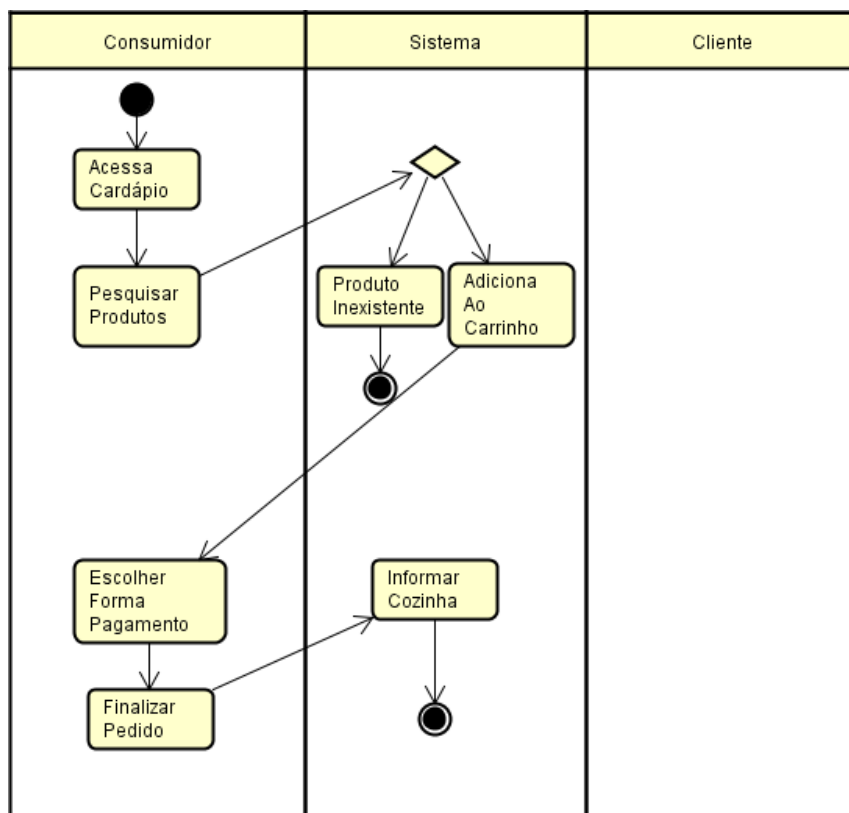 Consumidor
Sistema
Cliente
Acessa
Cardápio
Pesquisar
Produtos
Produto
Inexistente
Adiciona
Ao
Carrinho
Escolher
Forma
Pagamento
Informar
Cozinha
Finalizar
Pedido